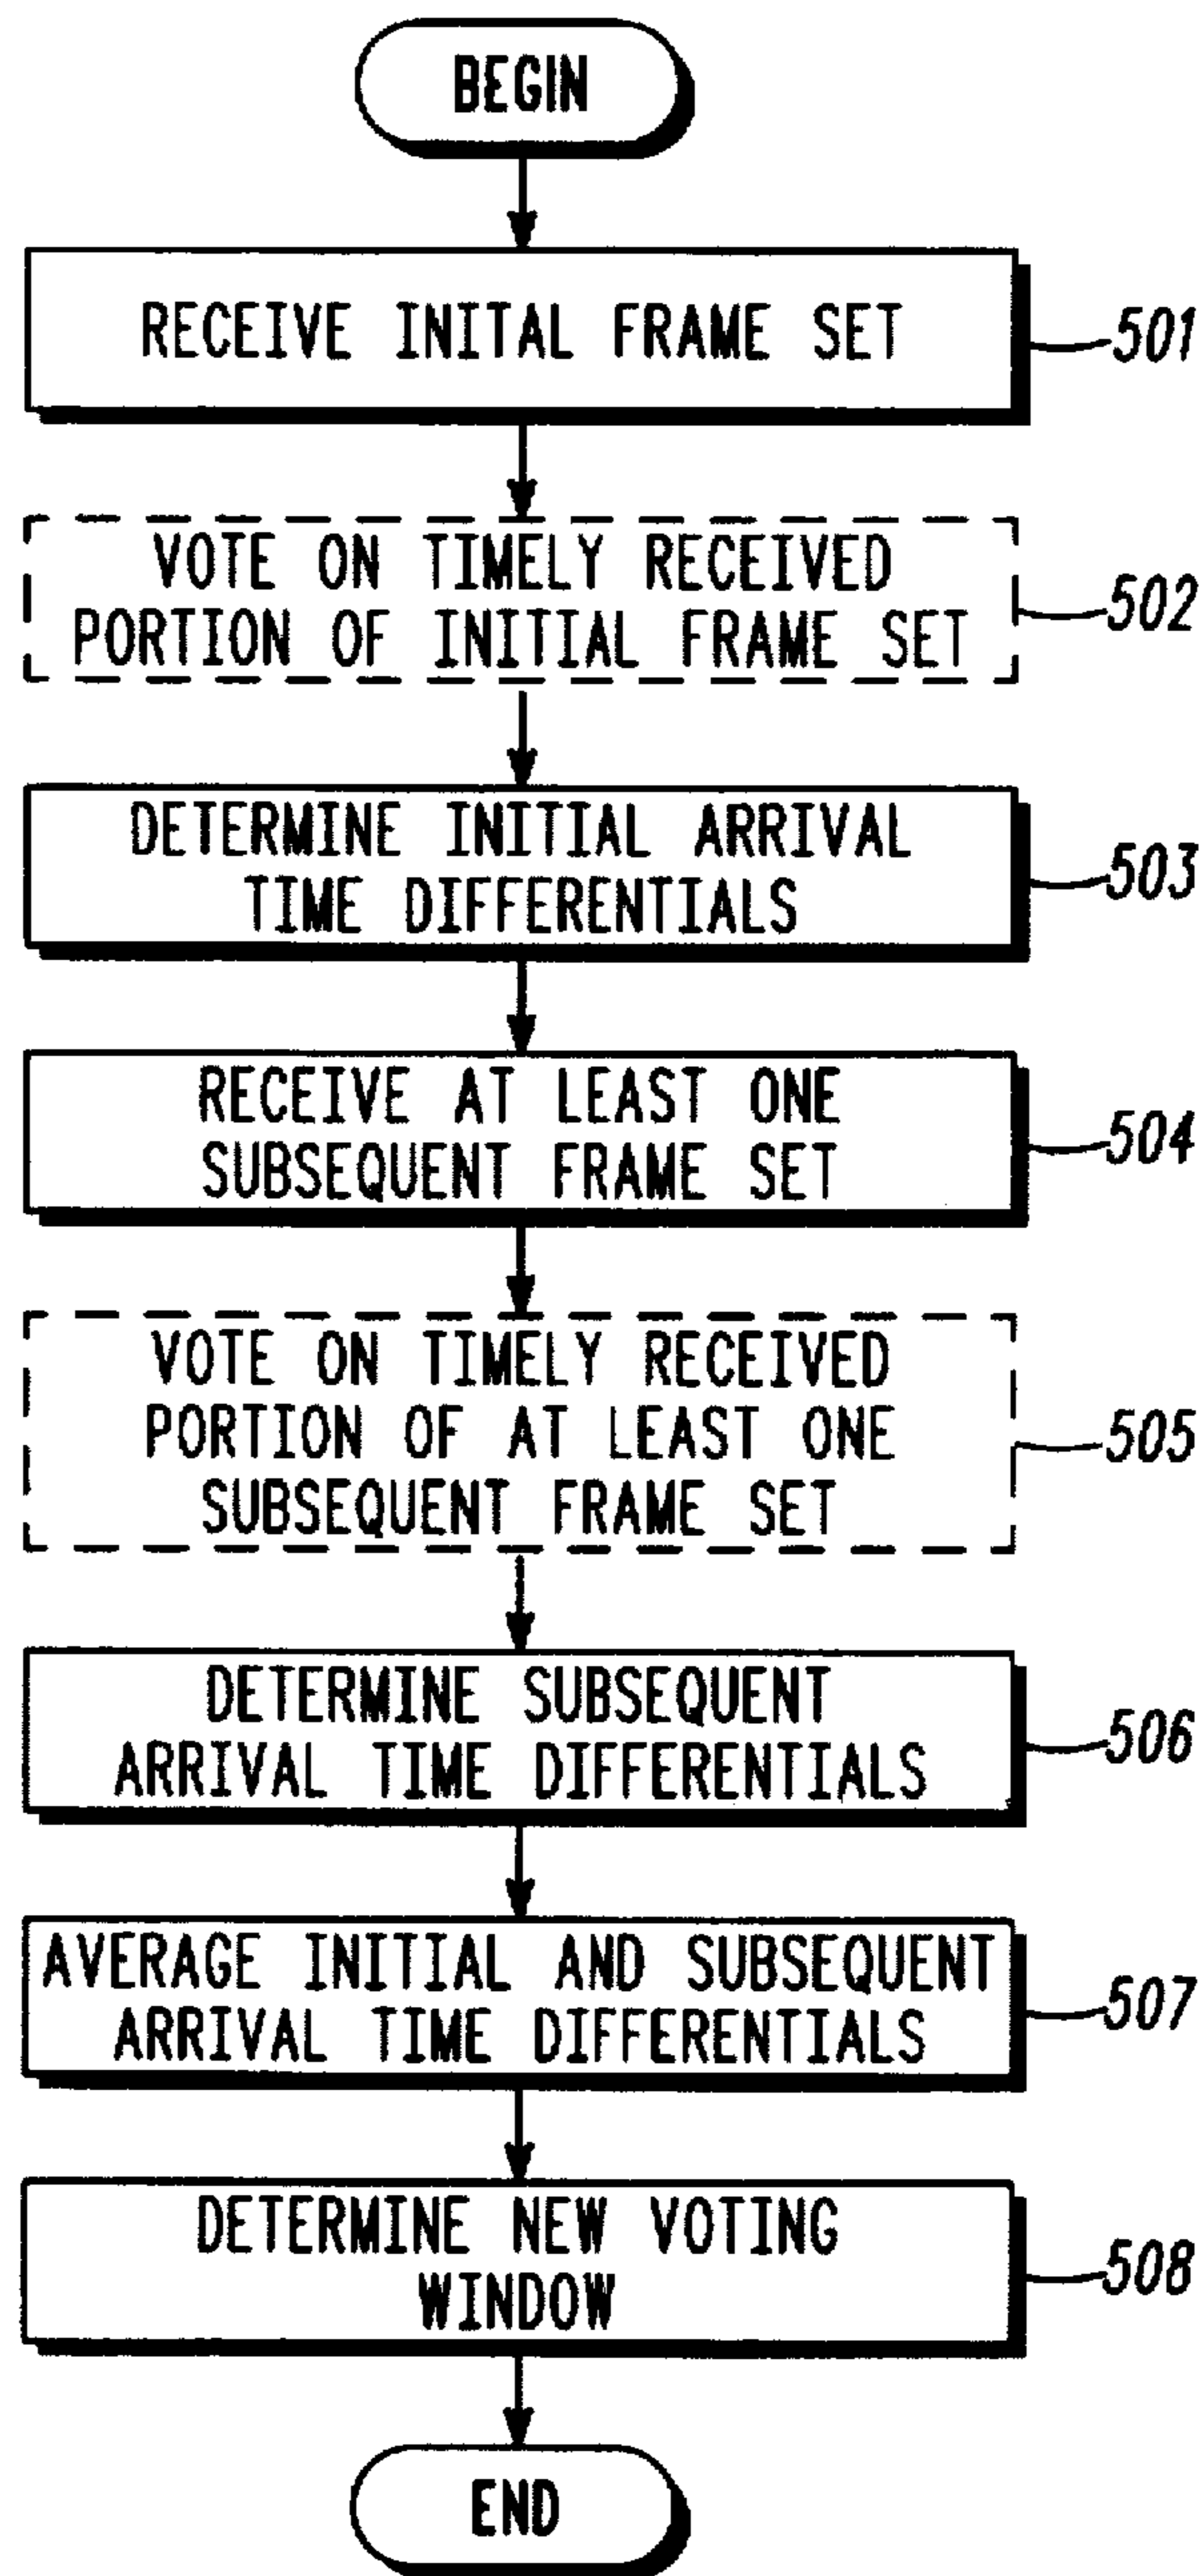 BEGIN
RECEIVE INITAL FRAME SET
501
VOTE ON TIMELY RECEIVED
PORTION OF INITIAL FRAME SET
502
DETERMINE INITIAL ARRIVAL
TIME DIFFERENTIALS
503
RECEIVE AT LEAST ONE
SUBSEQUENT FRAME SET
504
VOTE ON TIMELY RECEIVED
PORTION OF AT LEAST ONE
SUBSEQUENT FRAME SET
505
DETERMINE SUBSEQUENT
ARRIVAL TIME DIFFERENTIALS
506
AVERAGE INITIAL AND SUBSEQUENT
ARRIVAL TIME DIFFERENTIALS
507
DETERMINE NEW VOTING
WINDOW
508
END